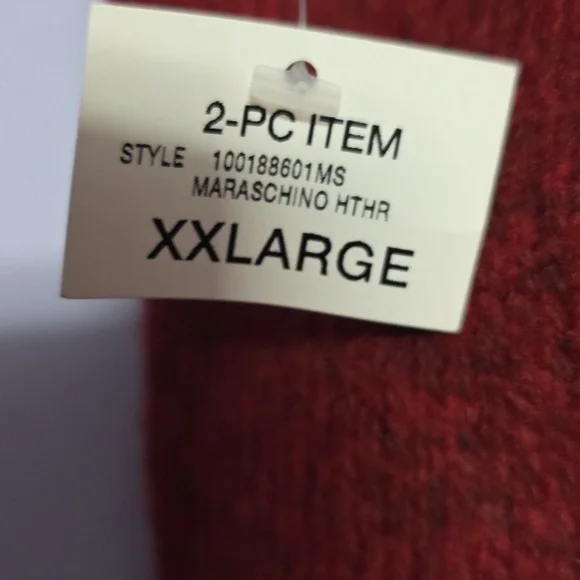 2-PC ITEM
STYLE 100188601MS
MARASCHINO HTHR
XXLARGE